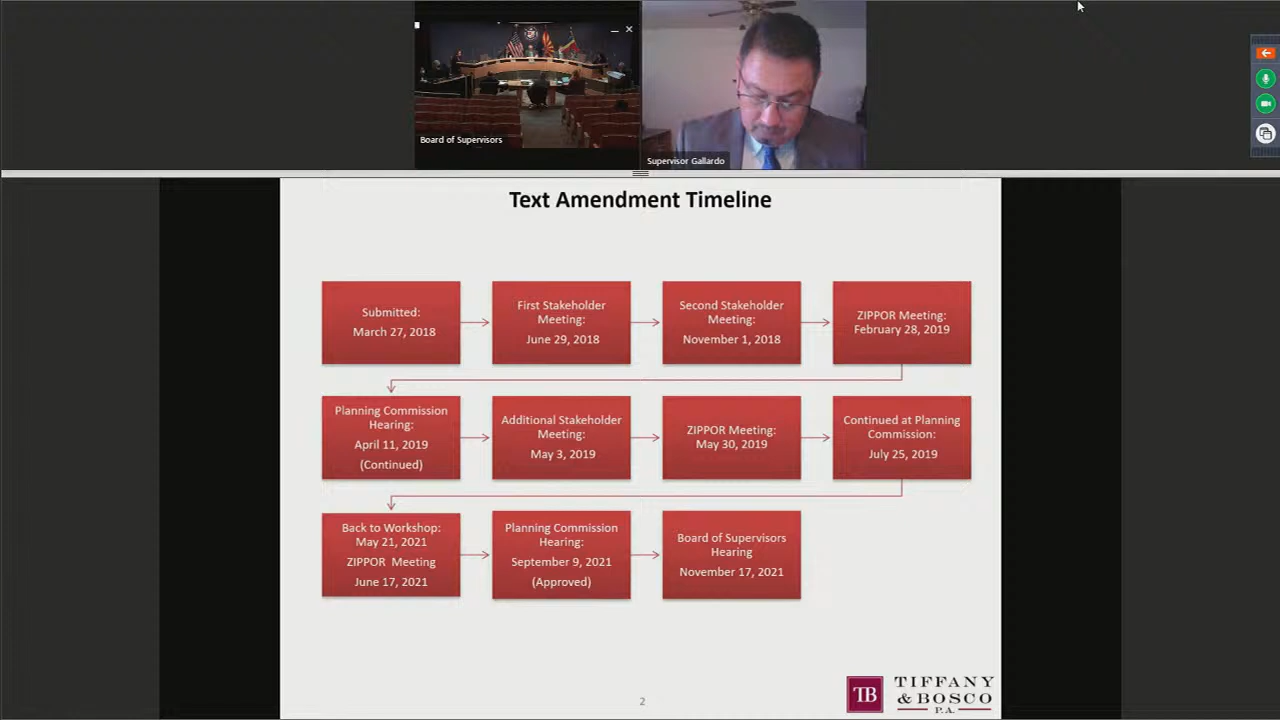 Board of Supervisors
Supervisor Gallardo
Text Amendment Timeline
Submitted:
March 27, 2018
First Stakeholder
Meeting:
June 29, 2018
Second Stakeholder
Meeting:
November 1, 2018
ZIPPOR Meeting:
February 28, 2019
Planning Commission
Hearing:
April 11, 2019
(Continued)
Additional Stakeholder
Meeting:
May 3, 2019
ZIPPOR Meeting:
May 30, 2019
Continued at Planning
Commission:
July 25, 2019
Back to Workshop:
May 21, 2021
ZIPPOR Meeting
June 17, 2021
Planning Commission
Hearing:
September 9, 2021
(Approved)
Board of Supervisors
Hearing
November 17, 2021
2
TB
TIFFANY
& BOSCO
P.A.